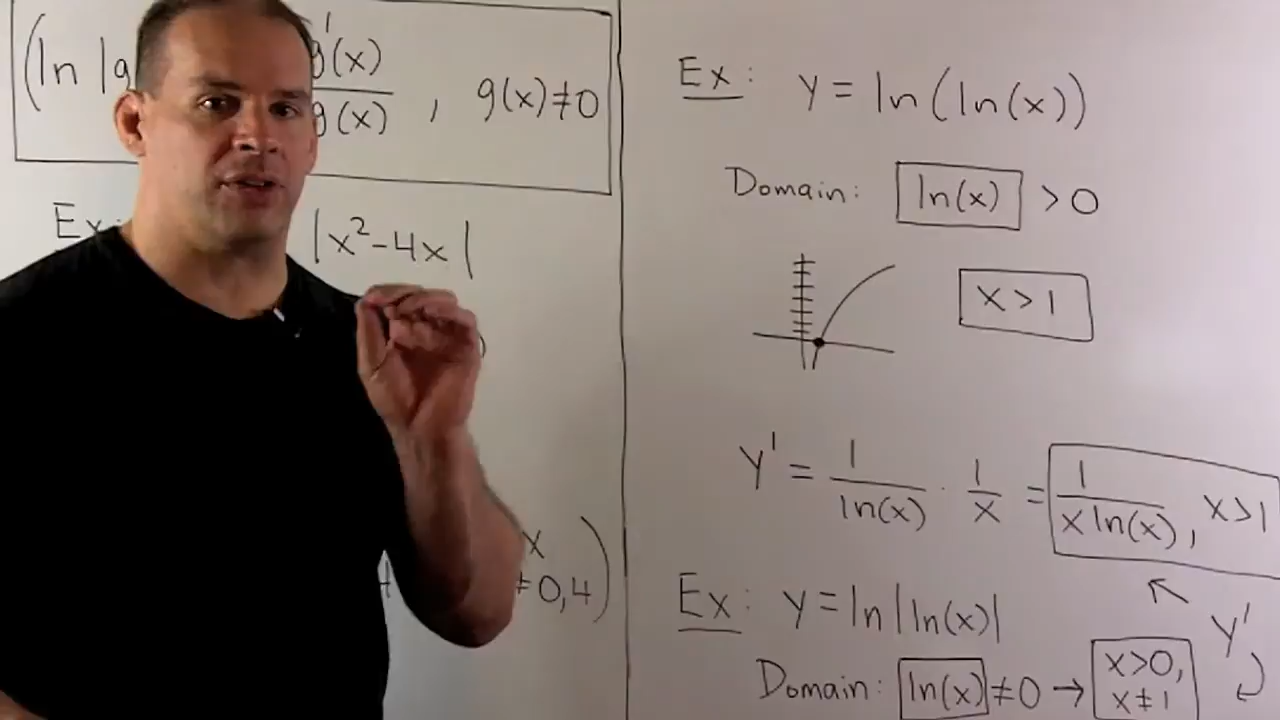 (ln |g g'(x)
g(x) , g(x)≠0
Ex: |x²-4x|
x
≠0,4)
Ex: y = ln(ln(x))
Domain: ln(x) > 0
x > 1
y' = 1/ln(x) · 1/x = 1/(x ln(x)), x>1
Ex: y = ln|ln(x)|
y'
Domain: ln(x) ≠ 0 → x>0,
x≠1